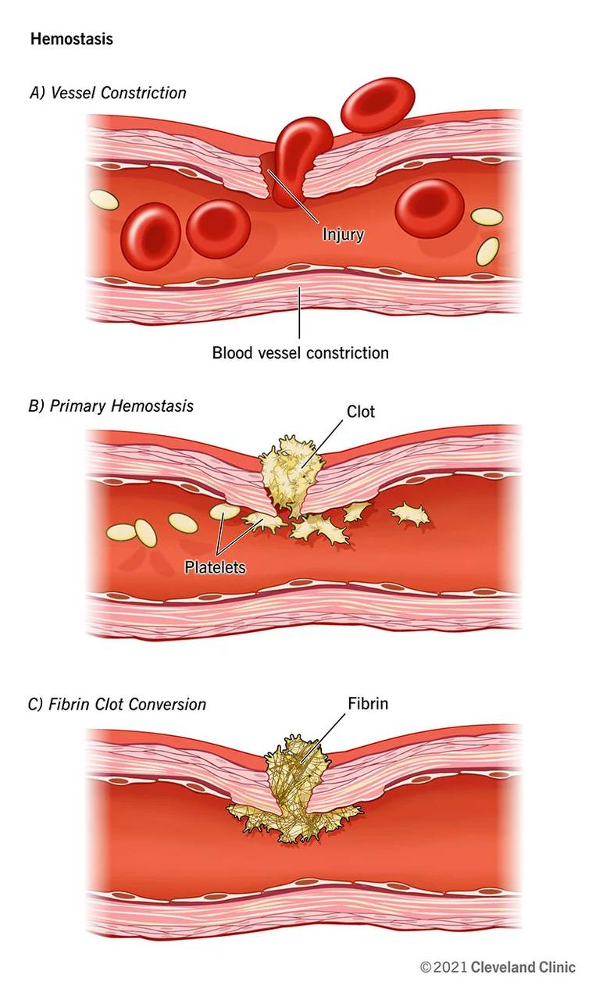 Hemostasis
A) Vessel Constriction
Injury
Blood vessel constriction
B) Primary Hemostasis
Clot
Platelets
C) Fibrin Clot Conversion
Fibrin
©2021 Cleveland Clinic